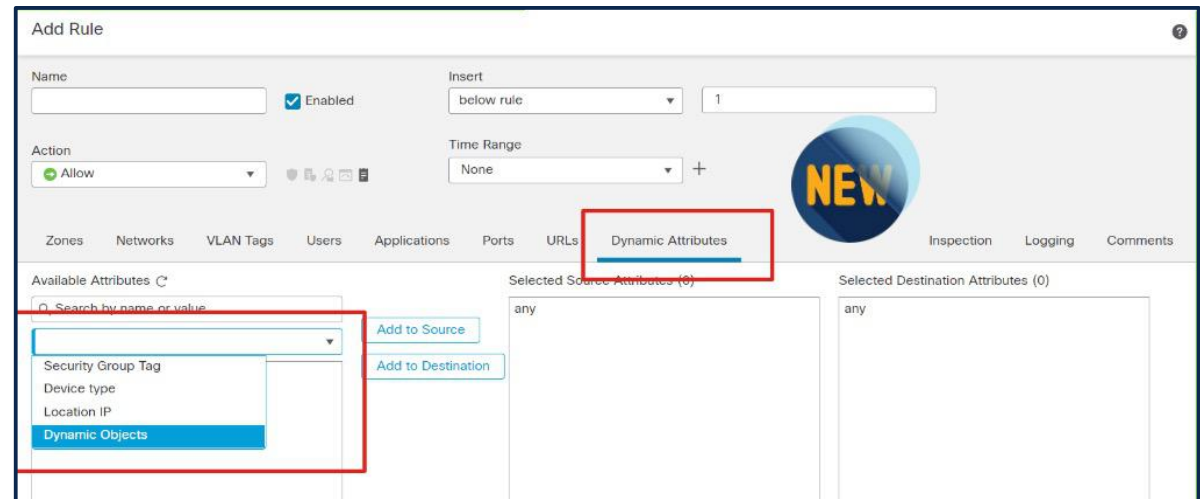 Add Rule
Name
Insert
Enabled
below rule
1
Action
Time Range
Allow
None
NEW
Zones Networks VLAN Tags Users Applications Ports URLs Dynamic Attributes Inspection Logging Comments
Available Attributes
Selected Source Attributes (0)
Selected Destination Attributes (0)
Search by name or value
any
any
Add to Source
Add to Destination
Security Group Tag
Device type
Location IP
Dynamic Objects